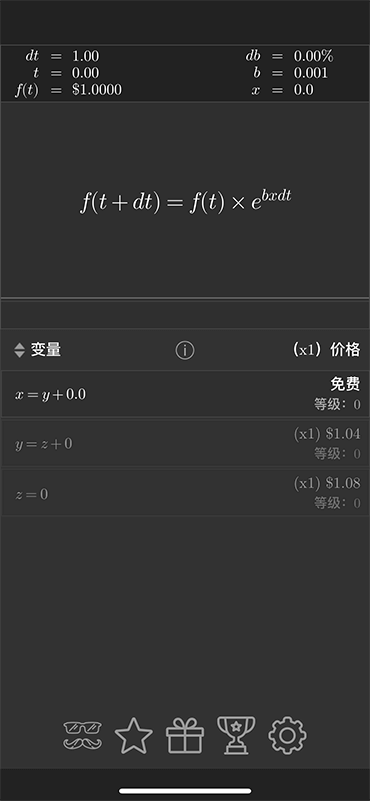 dt = 1.00 db = 0.00%
t = 0.00 b = 0.001
f(t) = $1.0000 x = 0.0
f(t + dt) = f(t) × e^{bxdt}
变量 (x1) 价格
x = y + 0.0 免费
等级: 0
y = z + 0 (x1) $1.04
等级: 0
z = 0 (x1) $1.08
等级: 0